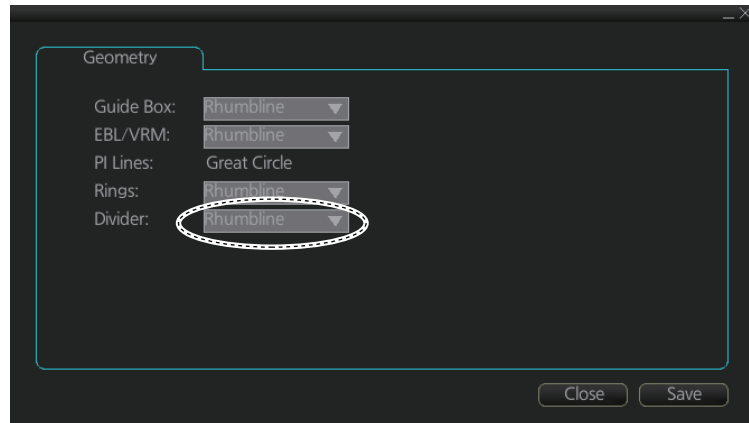 Geometry
Guide Box: Rhumbline
EBL/VRM: Rhumbline
PI Lines: Great Circle
Rings: Rhumbline
Divider: Rhumbline
Close Save